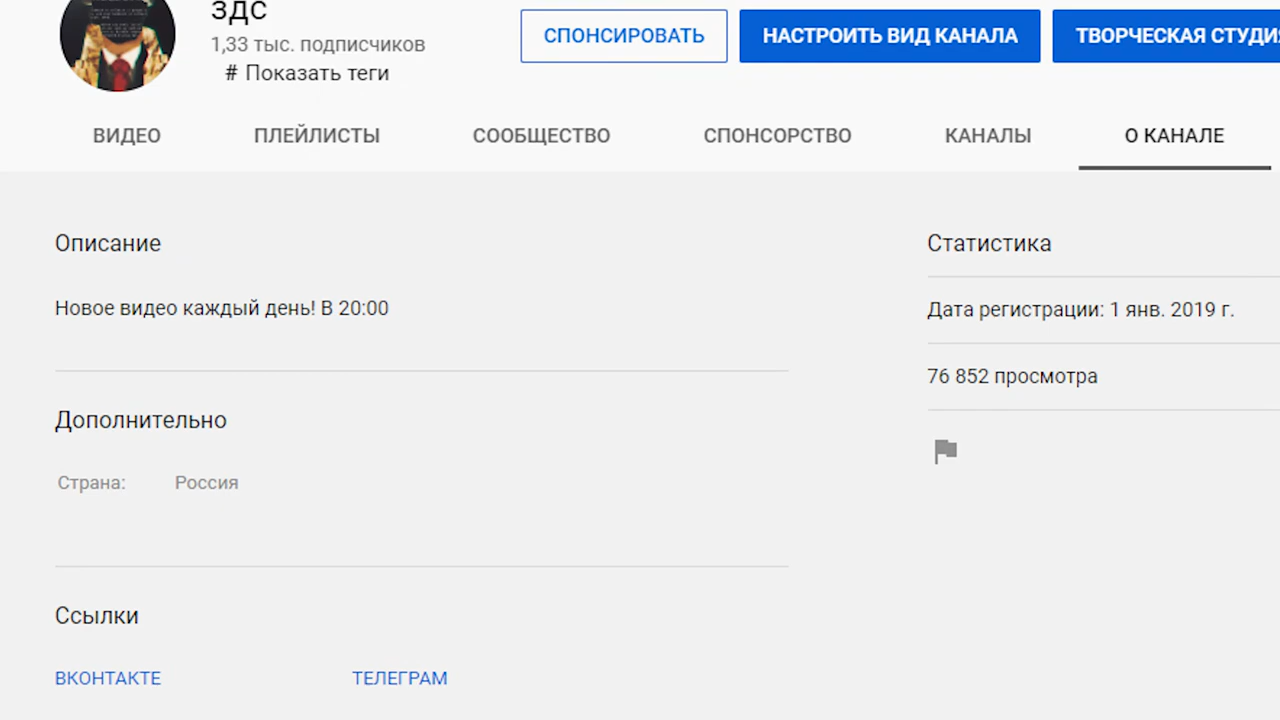 ЗДС
1,33 тыс. подписчиков
# Показать теги
СПОНСИРОВАТЬ
НАСТРОИТЬ ВИД КАНАЛА
ТВОРЧЕСКАЯ СТУДИЯ
ВИДЕО
ПЛЕЙЛИСТЫ
СООБЩЕСТВО
СПОНСОРСТВО
КАНАЛЫ
О КАНАЛЕ
Описание
Новое видео каждый день! В 20:00
Дополнительно
Страна: Россия
Ссылки
ВКОНТАКТЕ
ТЕЛЕГРАМ
Статистика
Дата регистрации: 1 янв. 2019 г.
76 852 просмотра